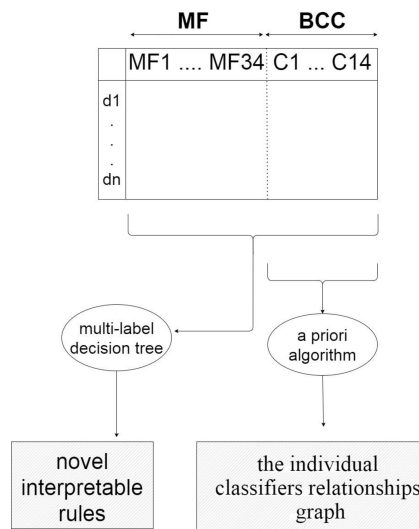 MF BCC
MF1 .... MF34 C1 ... C14
d1
.
.
.
dn
multi-label
decision tree
a priori
algorithm
novel
interpretable
rules
the individual
classifiers relationships
graph